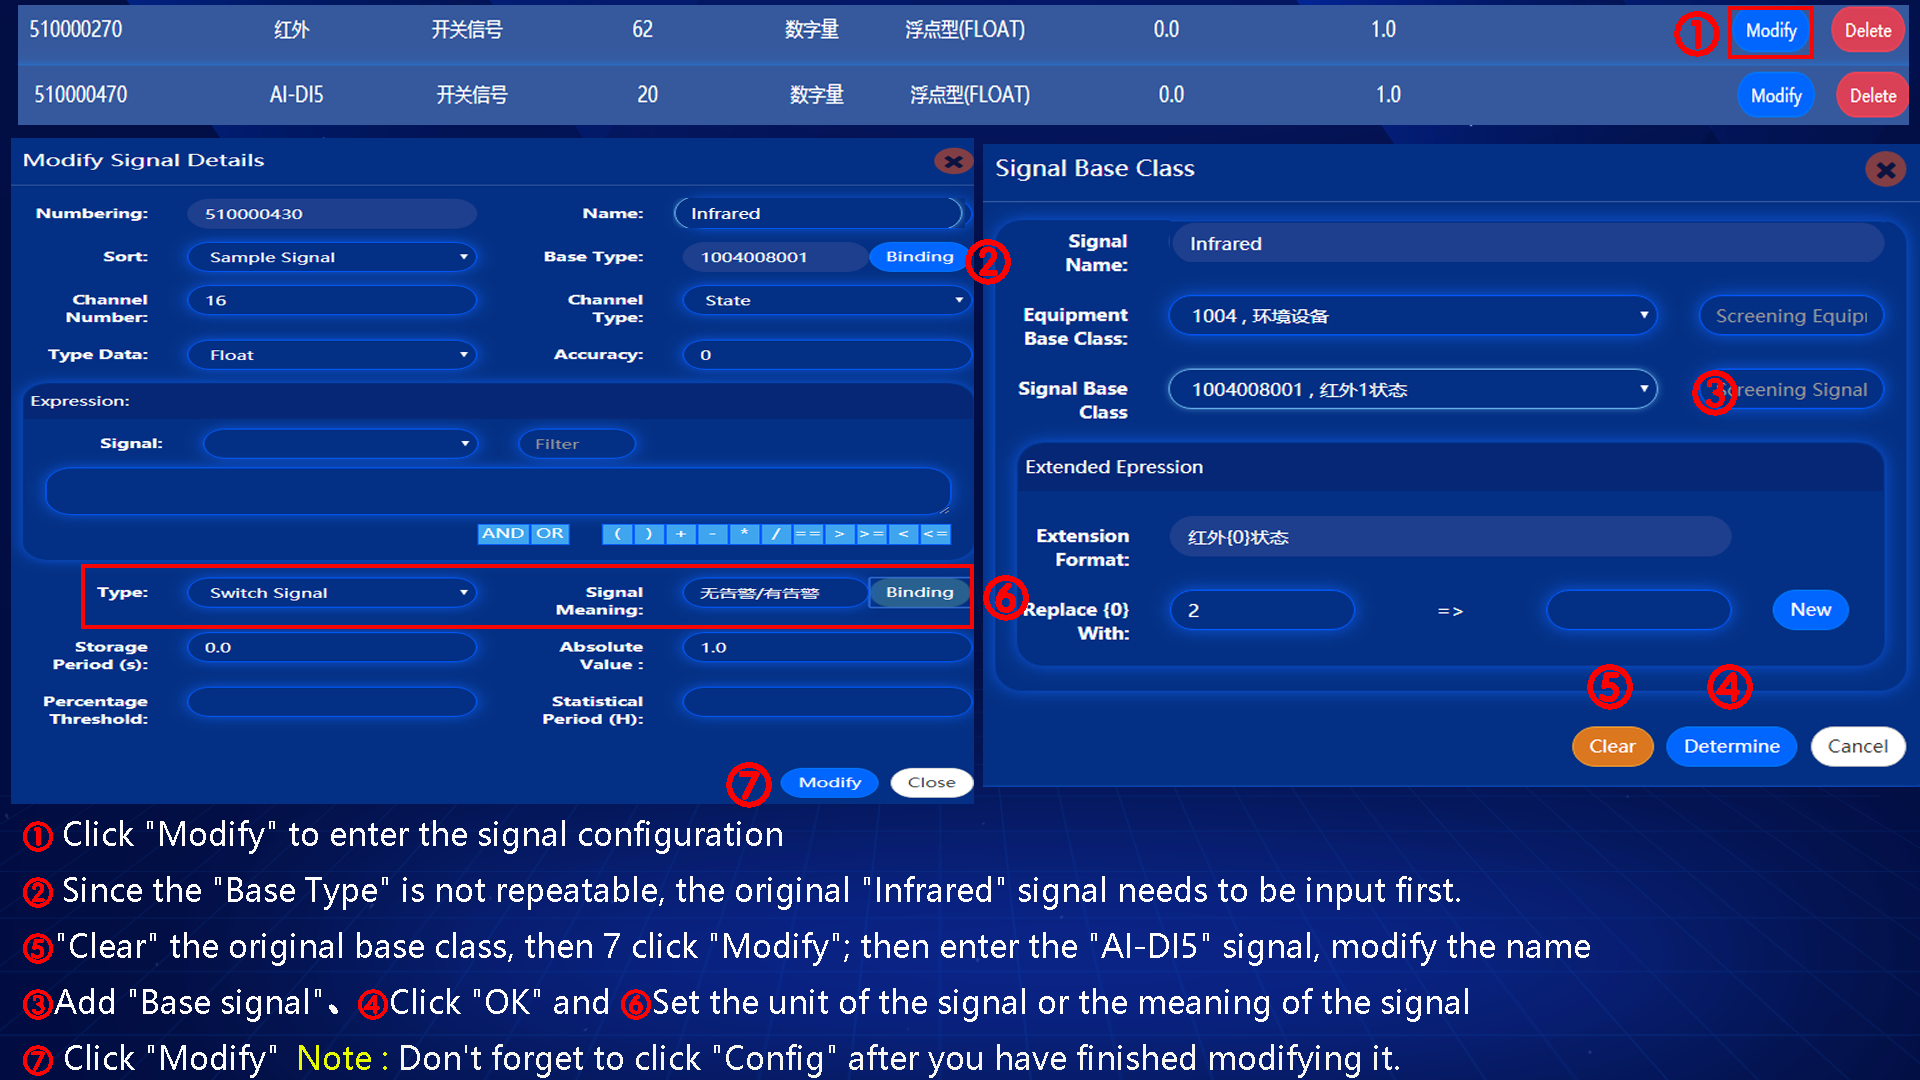 510000270 红外 开关信号 62 数字量 浮点型(FLOAT) 0.0 1.0 ① Modify Delete
510000470 AI-DI5 开关信号 20 数字量 浮点型(FLOAT) 0.0 1.0 Modify Delete
Modify Signal Details
Numbering: 510000430 Name: Infrared
Sort: Sample Signal Base Type: 1004008001 Binding ②
Channel Number: 16 Channel Type: State
Type Data: Float Accuracy: 0
Expression:
Signal: Filter
AND OR ( ) + - * / == > >= < <=
Type: Switch Signal Signal Meaning: 无告警/有告警 Binding ⑥
Storage Period (s): 0.0 Absolute Value : 1.0
Percentage Threshold: Statistical Period (H):
⑦ Modify Close
Signal Base Class
Signal Name: Infrared
Equipment Base Class: 1004 , 环境设备 Screening Equip
Signal Base Class 1004008001 , 红外1状态 ③ Screening Signal
Extended Epression
Extension Format: 红外{0}状态
Replace {0} With: 2 => New
⑤ ④
Clear Determine Cancel
① Click "Modify" to enter the signal configuration
② Since the "Base Type" is not repeatable, the original "Infrared" signal needs to be input first.
⑤"Clear" the original base class, then 7 click "Modify"; then enter the "AI-DI5" signal, modify the name
③Add "Base signal"、④Click "OK" and ⑥Set the unit of the signal or the meaning of the signal
⑦ Click "Modify" Note : Don't forget to click "Config" after you have finished modifying it.